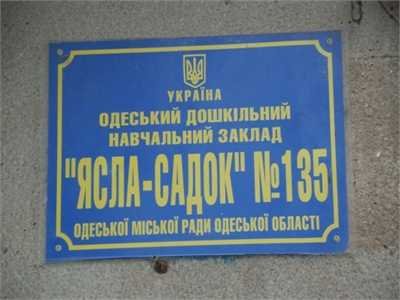 УКРАЇНА
ОДЕСЬКИЙ ДОШКІЛЬНИЙ
НАВЧАЛЬНИЙ ЗАКЛАД
"ЯСЛА-САДОК" №135
ОДЕСЬКОЇ МІСЬКОЇ РАДИ ОДЕСЬКОЇ ОБЛАСТІ